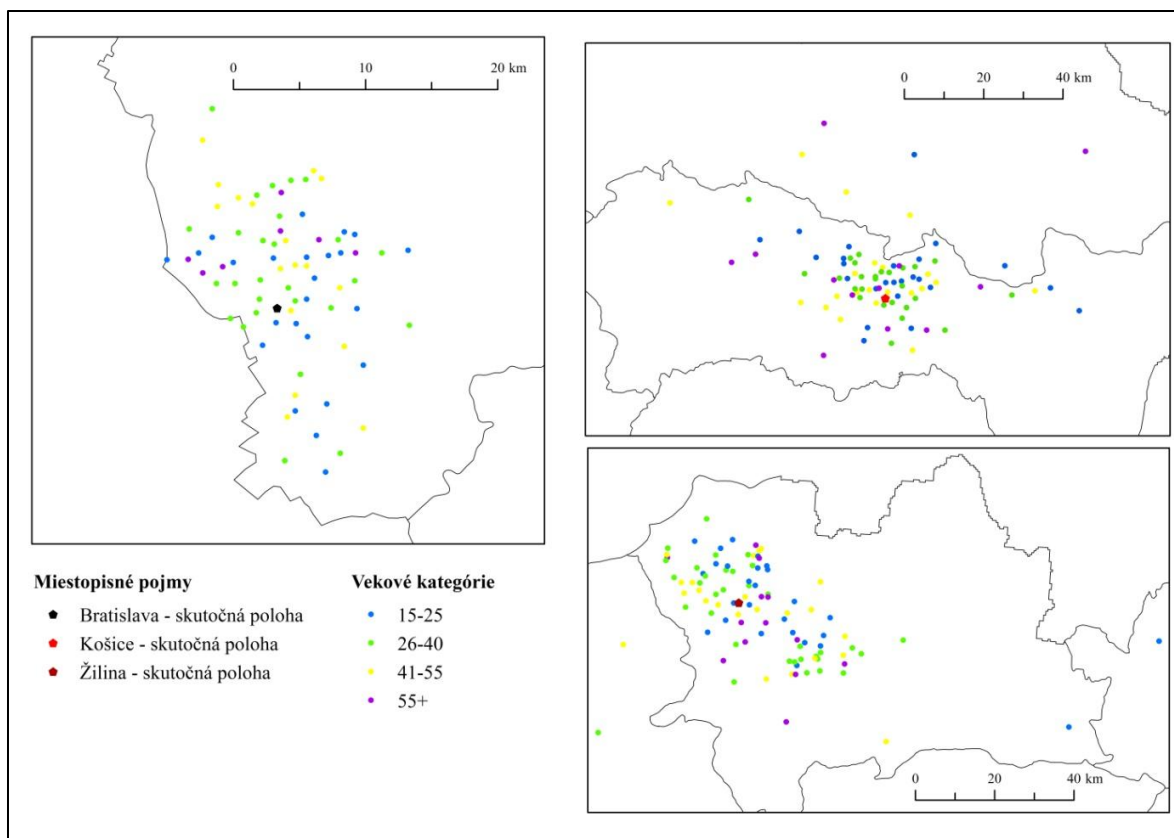 0 10 20 km
0 20 40 km
Miestopisné pojmy
Bratislava - skutočná poloha
Košice - skutočná poloha
Žilina - skutočná poloha
Vekové kategórie
15-25
26-40
41-55
55+
0 20 40 km